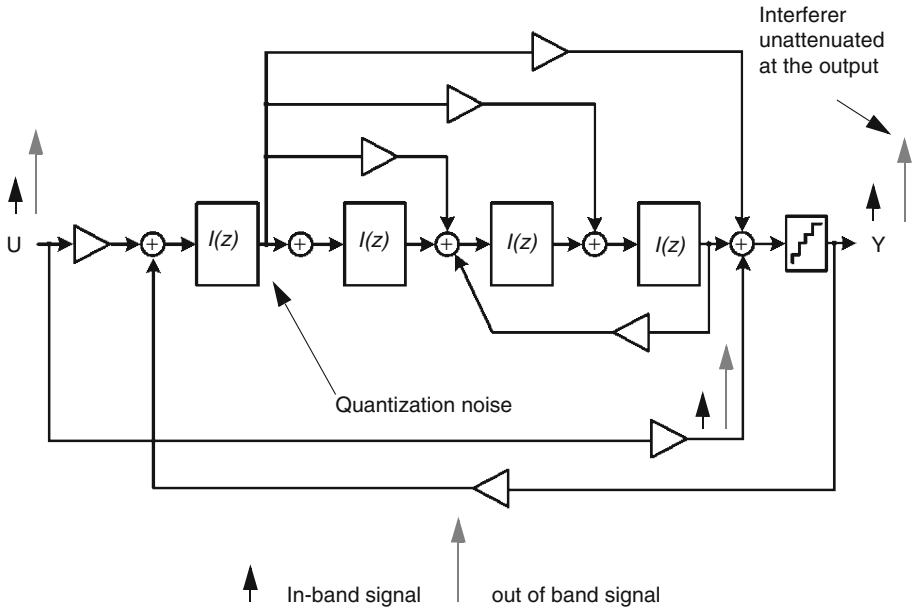 Interferer
unattenuated
at the output
U
I(z)
I(z)
I(z)
I(z)
Y
+
+
+
+
+
Quantization noise
In-band signal
out of band signal